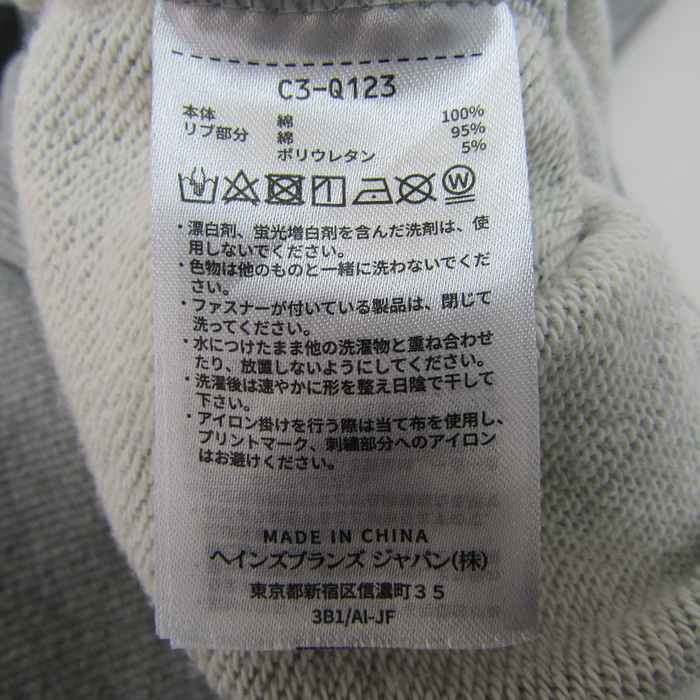 C3-Q123
本体 綿 100%
リブ部分 綿 95%
ポリウレタン 5%
・漂白剤、蛍光増白剤を含んだ洗剤は、使
用しないでください。
・色物は他のものと一緒に洗わないでくだ
さい。
・ファスナーが付いている製品は、閉じて
洗ってください。
・水につけたまま他の洗濯物と重ね合わせ
たり、放置しないようにしてください。
・洗濯後は速やかに形を整え日陰で干して
下さい。
・アイロン掛けを行う際は当て布を使用し、
プリントマーク、刺繍部分へのアイロン
はお避けください。
MADE IN CHINA
ヘインズブランズ ジャパン(株)
東京都新宿区信濃町35
3B1/AI-JF